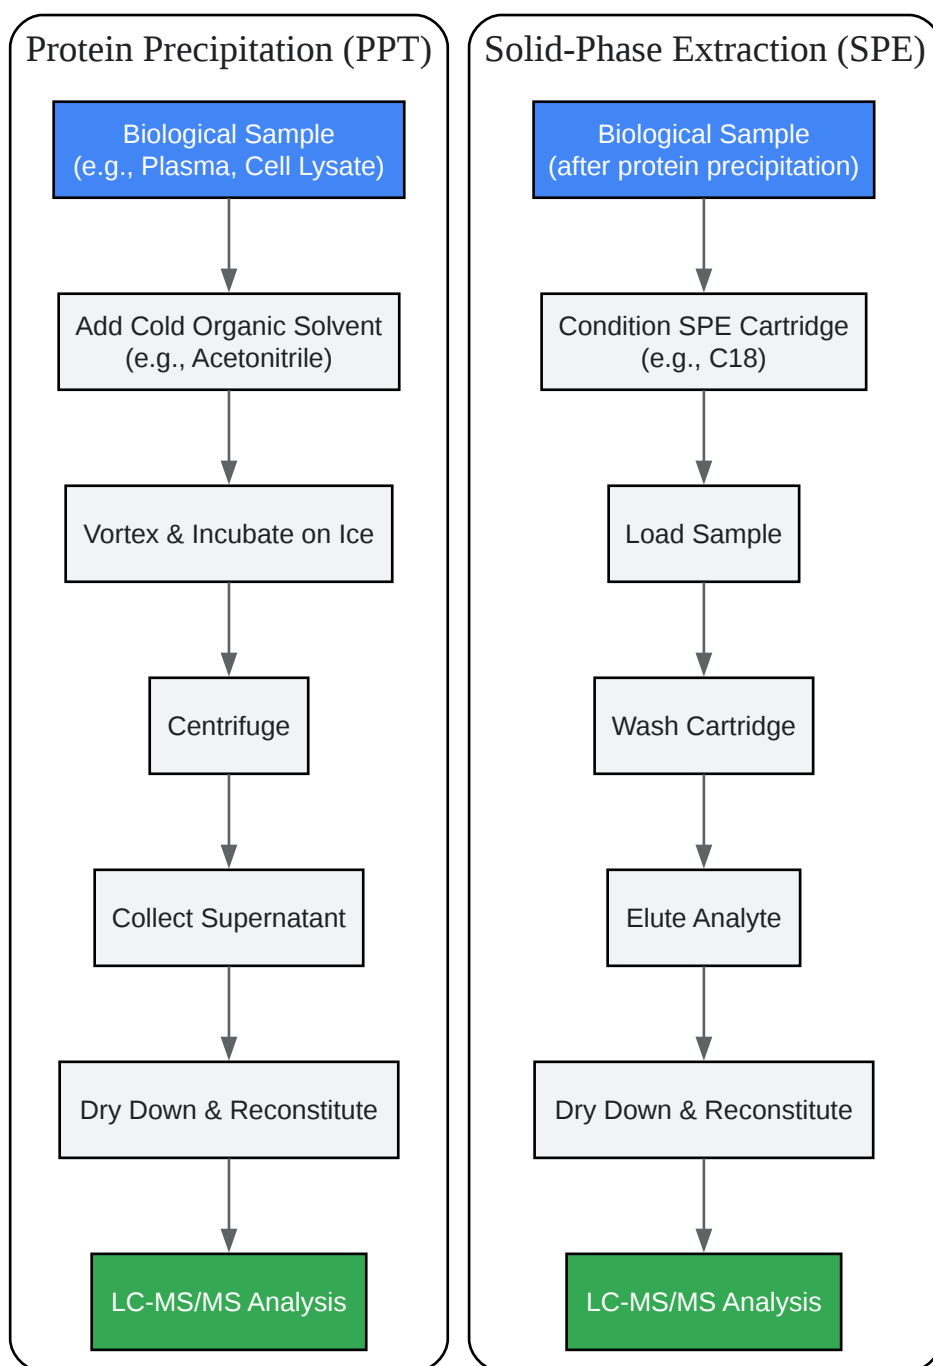 Protein Precipitation (PPT)
Biological Sample
(e.g., Plasma, Cell Lysate)
Add Cold Organic Solvent
(e.g., Acetonitrile)
Vortex & Incubate on Ice
Centrifuge
Collect Supernatant
Dry Down & Reconstitute
LC-MS/MS Analysis
Solid-Phase Extraction (SPE)
Biological Sample
(after protein precipitation)
Condition SPE Cartridge
(e.g., C18)
Load Sample
Wash Cartridge
Elute Analyte
Dry Down & Reconstitute
LC-MS/MS Analysis